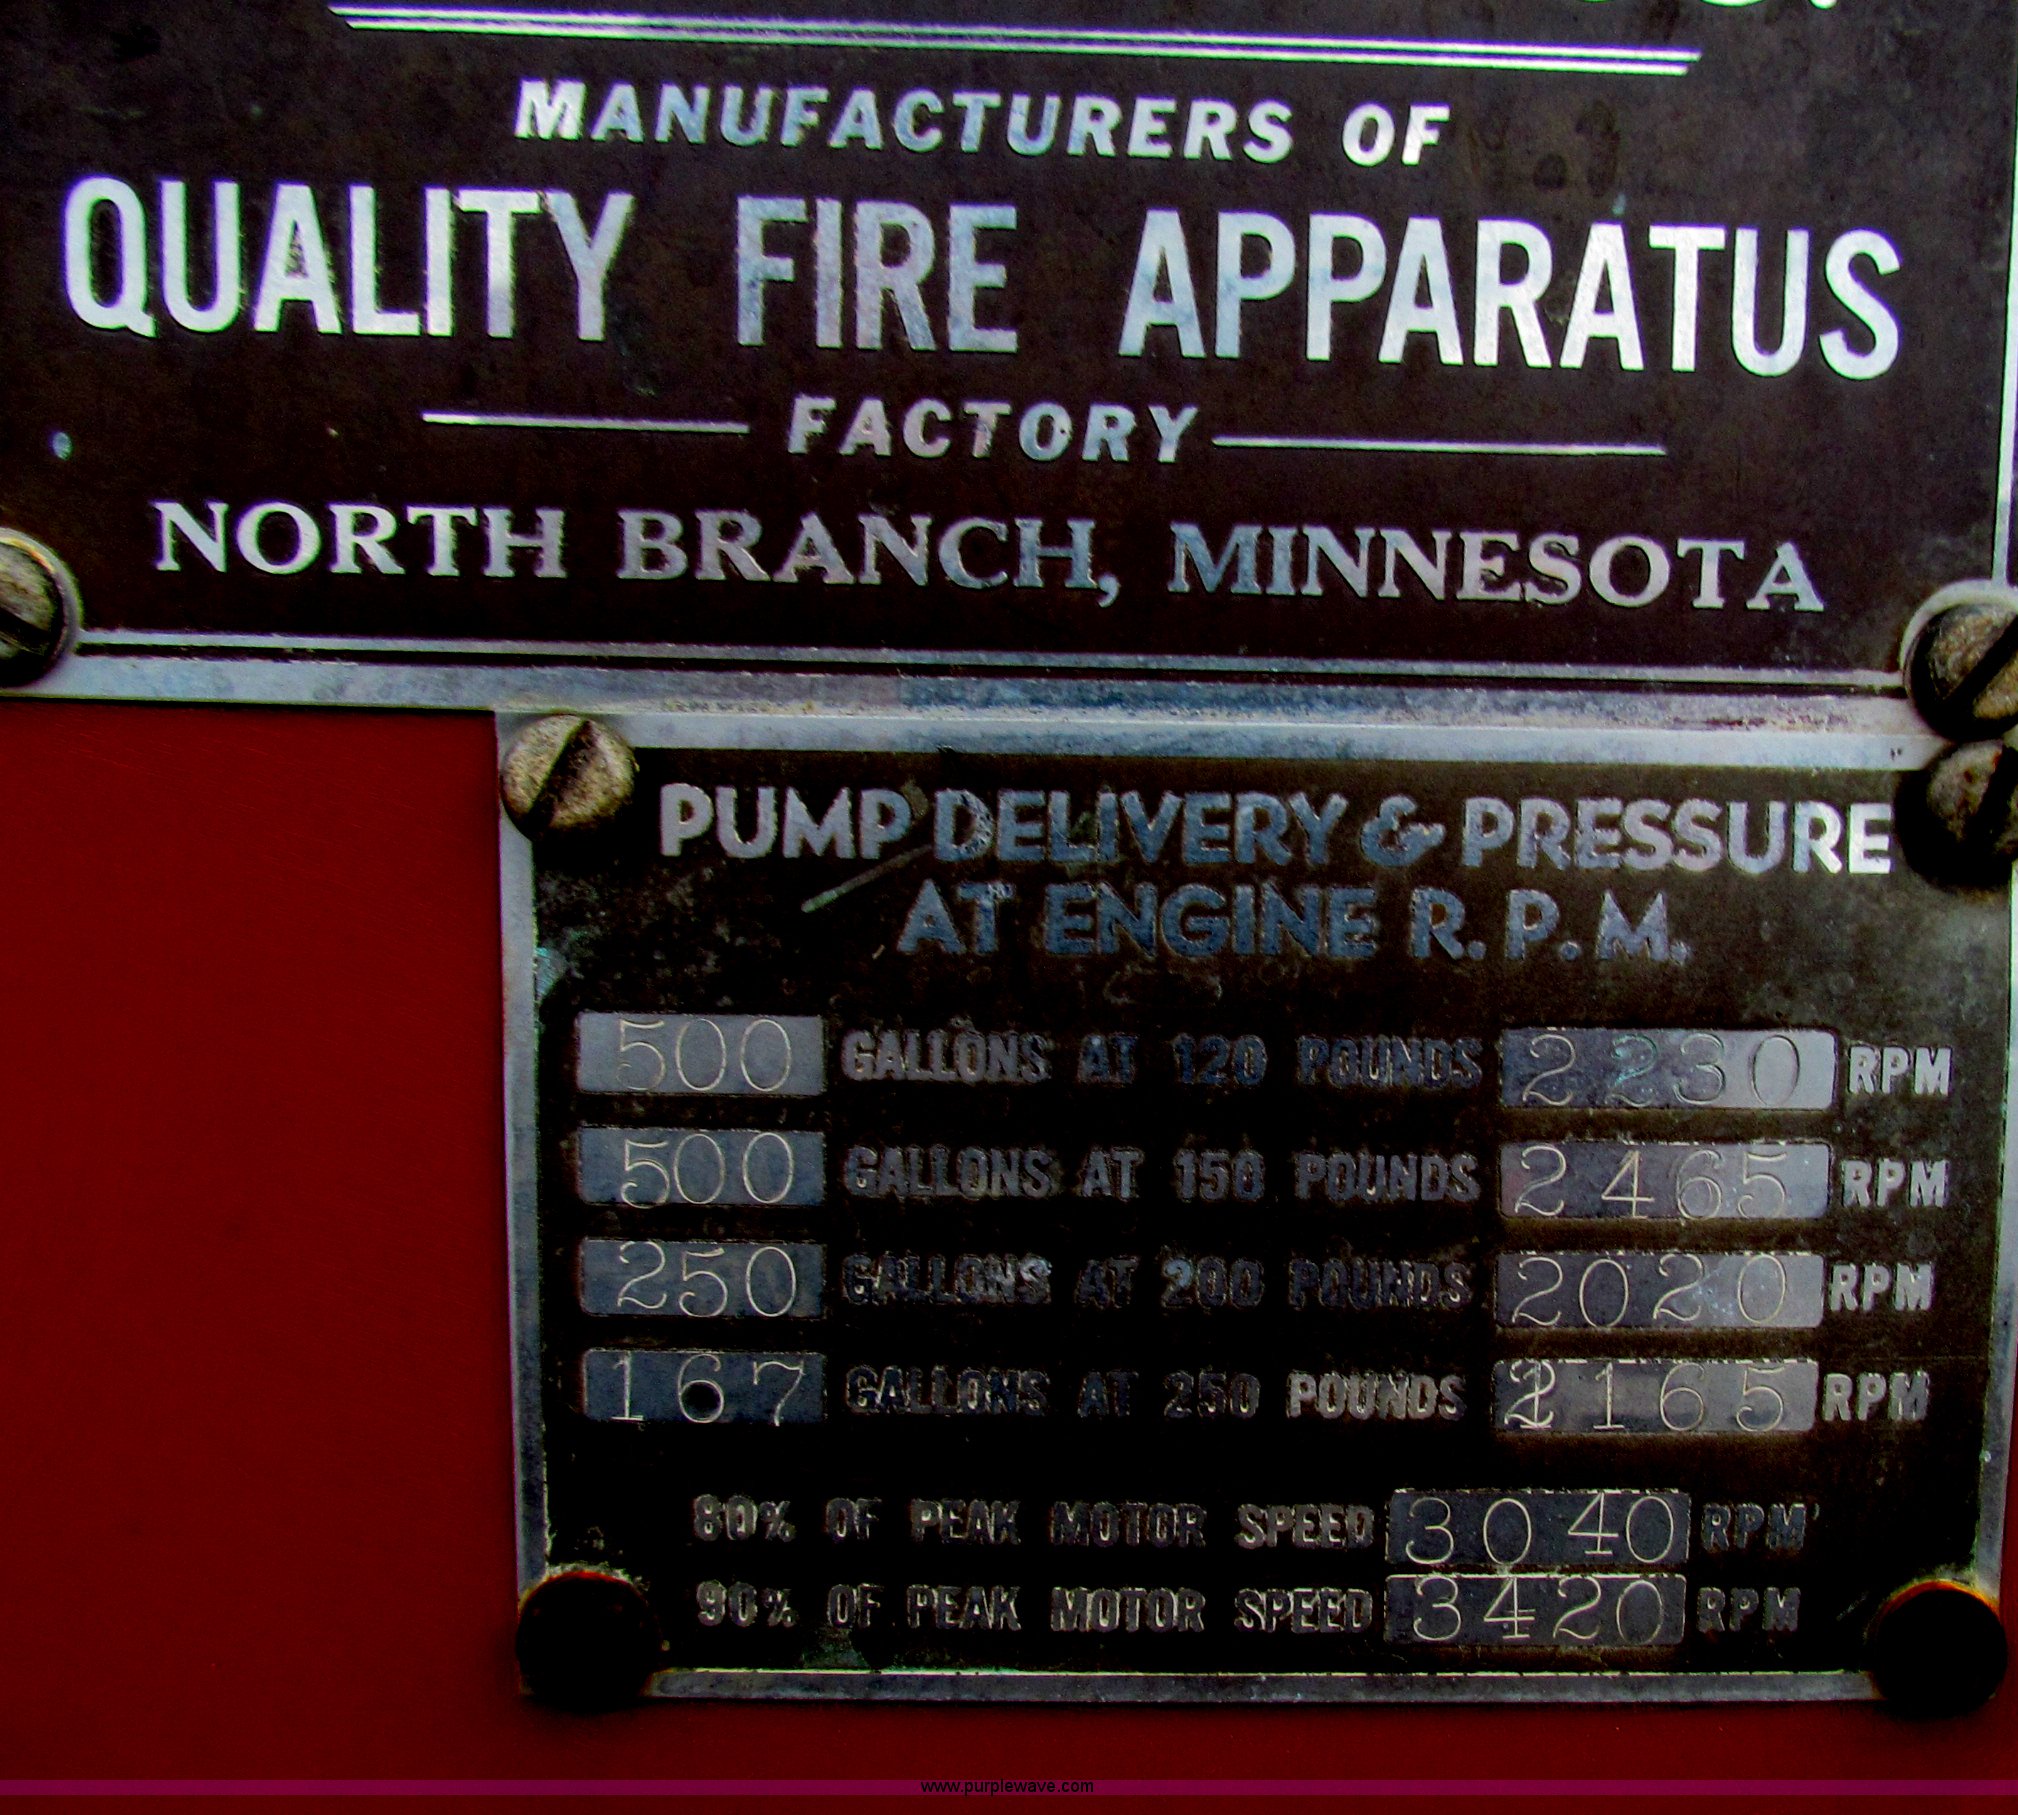 MANUFACTURERS OF
QUALITY FIRE APPARATUS
FACTORY
NORTH BRANCH, MINNESOTA
PUMP DELIVERY & PRESSURE
AT ENGINE R.P.M.
500 GALLONS AT 120 POUNDS 2230 RPM
500 GALLONS AT 150 POUNDS 2465 RPM
250 GALLONS AT 200 POUNDS 2020 RPM
167 GALLONS AT 250 POUNDS 2165 RPM
80% OF PEAK MOTOR SPEED 3040 RPM
90% OF PEAK MOTOR SPEED 3420 RPM
www.purplewave.com